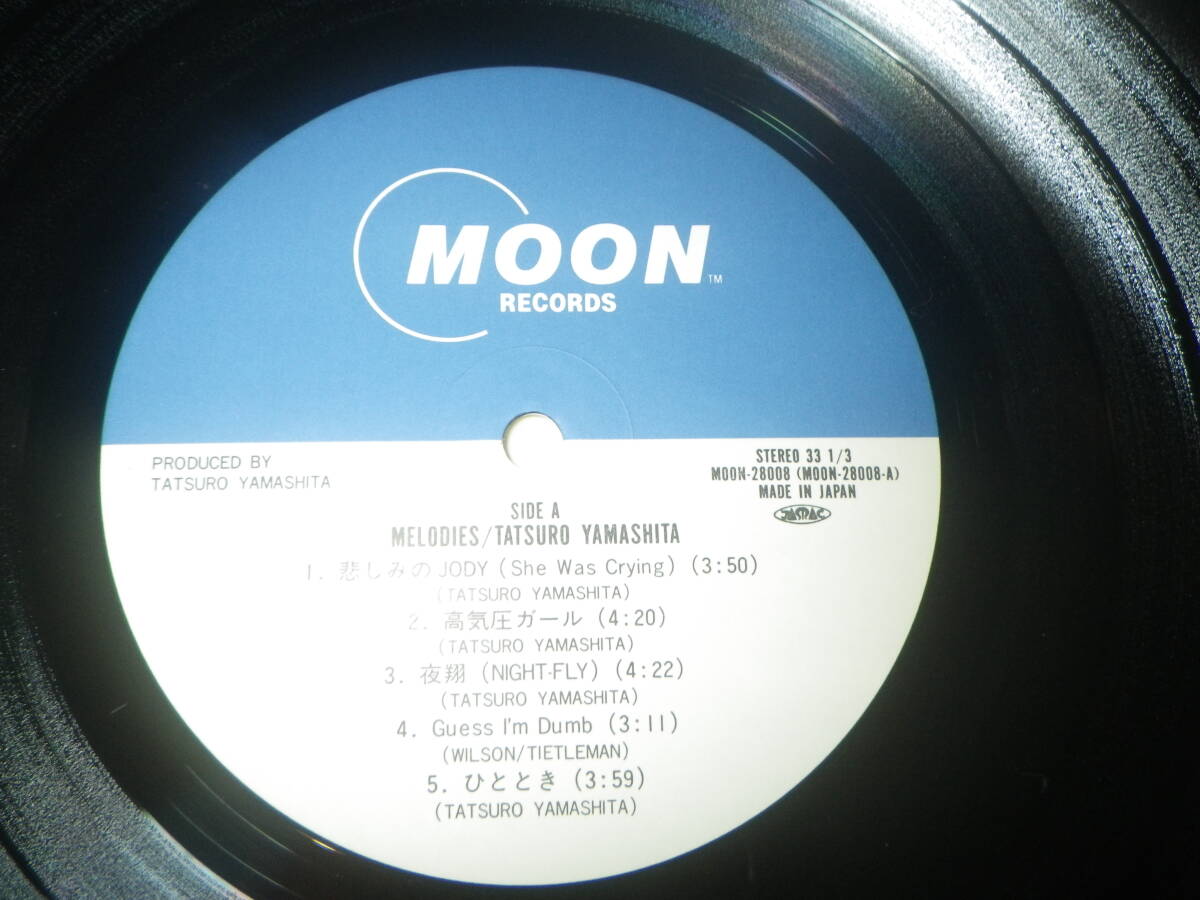 MOON
TM
RECORDS
PRODUCED BY
TATSURO YAMASHITA
STEREO 33 1/3
MOON-28008 (MOON-28008-A)
MADE IN JAPAN
JASRAC
SIDE A
MELODIES/TATSURO YAMASHITA
1. 悲しみのJODY (She Was Crying) (3:50)
(TATSURO YAMASHITA)
2. 高気圧ガール (4:20)
(TATSURO YAMASHITA)
3. 夜翔 (NIGHT-FLY) (4:22)
(TATSURO YAMASHITA)
4. Guess I'm Dumb (3:11)
(WILSON/TIETLEMAN)
5. ひととき (3:59)
(TATSURO YAMASHITA)